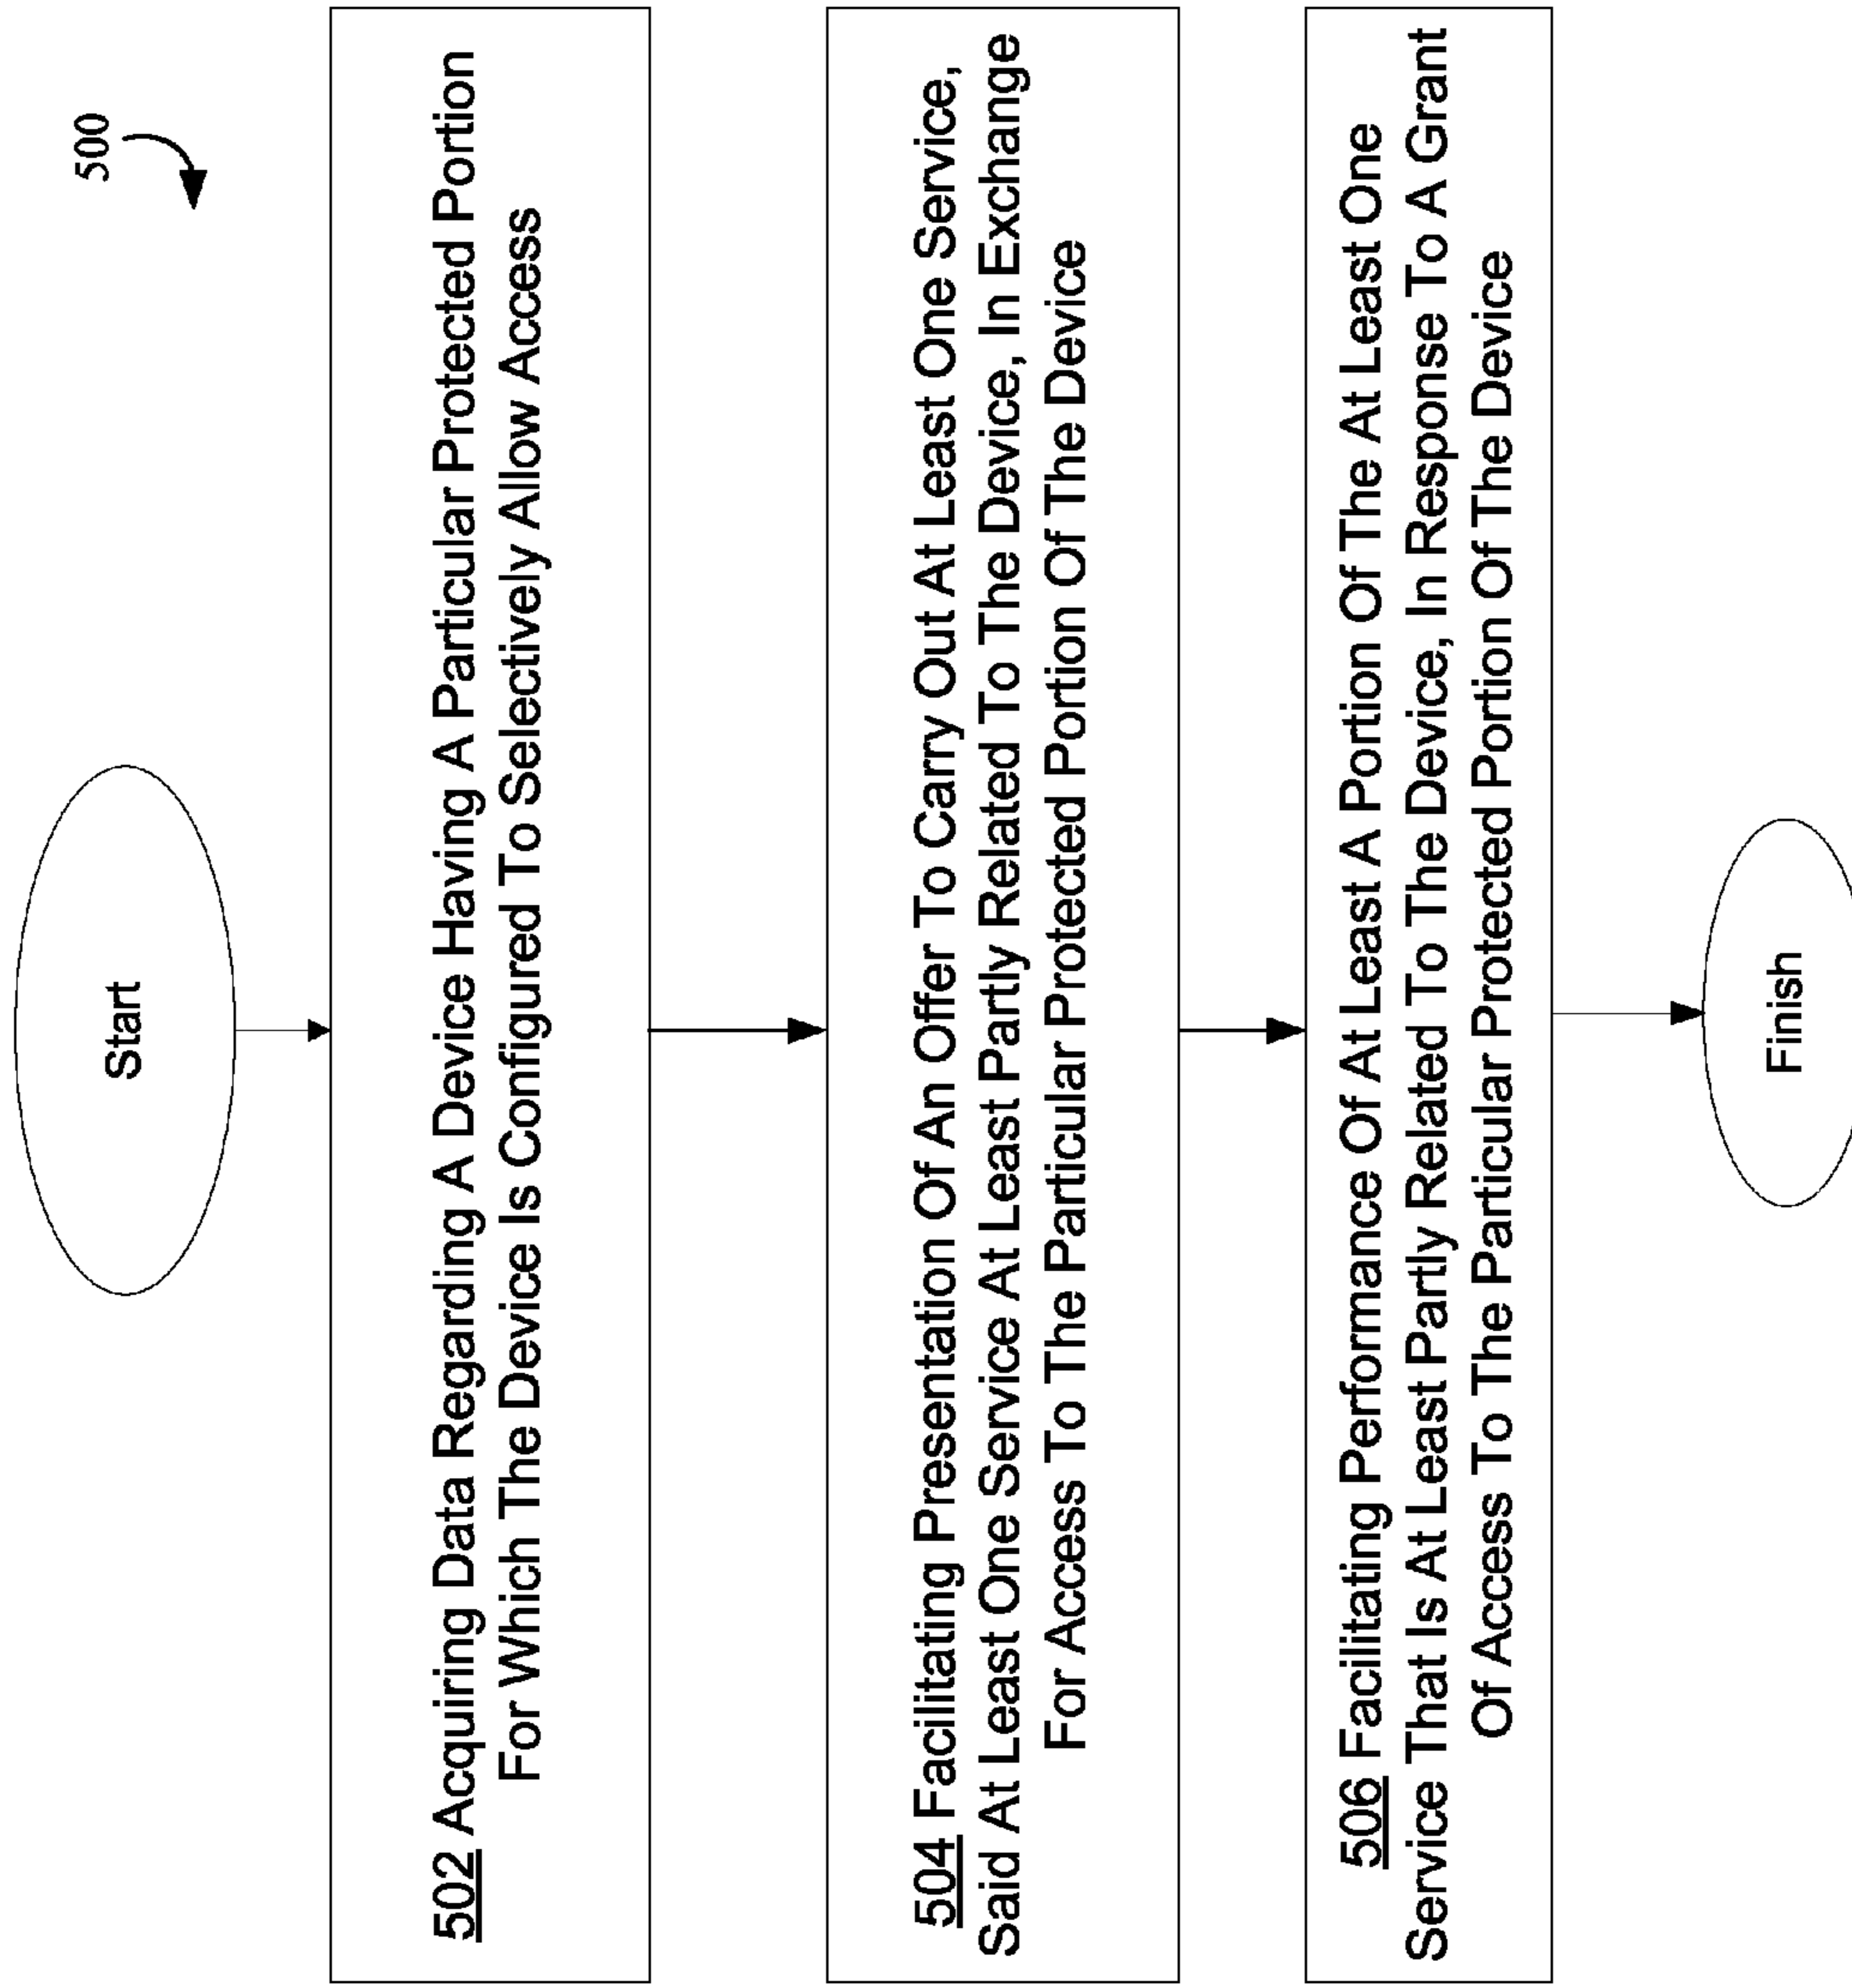 500
Start
502 Acquiring Data Regarding A Device Having A Particular Protected Portion
For Which The Device Is Configured To Selectively Allow Access
504 Facilitating Presentation Of An Offer To Carry Out At Least One Service,
Said At Least One Service At Least Partly Related To The Device, In Exchange
For Access To The Particular Protected Portion Of The Device
506 Facilitating Performance Of At Least A Portion Of The At Least One
Service That Is At Least Partly Related To The Device, In Response To A Grant
Of Access To The Particular Protected Portion Of The Device
Finish